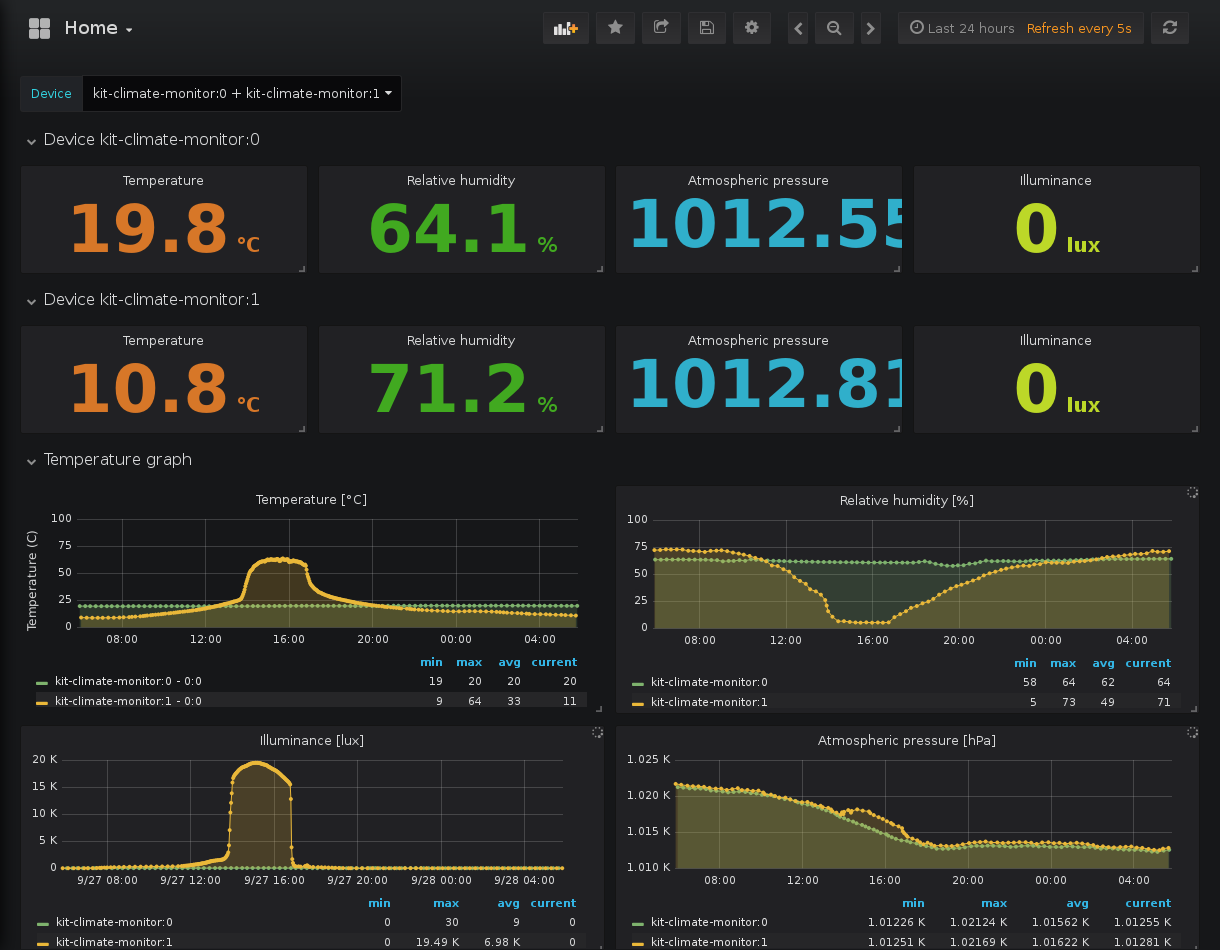 Home
Last 24 hours Refresh every 5s
Device kit-climate-monitor:0 + kit-climate-monitor:1
Device kit-climate-monitor:0
Temperature Relative humidity Atmospheric pressure Illuminance
19.8 °C 64.1 % 1012.55 0 lux
Device kit-climate-monitor:1
Temperature Relative humidity Atmospheric pressure Illuminance
10.8 °C 71.2 % 1012.81 0 lux
Temperature graph
Temperature [°C]
Temperature (C)
100
75
50
25
0
08:00 12:00 16:00 20:00 00:00 04:00
min max avg current
kit-climate-monitor:0 - 0:0 19 20 20 20
kit-climate-monitor:1 - 0:0 9 64 33 11
Relative humidity [%]
100
75
50
25
0
08:00 12:00 16:00 20:00 00:00 04:00
min max avg current
kit-climate-monitor:0 58 64 62 64
kit-climate-monitor:1 5 73 49 71
Illuminance [lux]
20 K
15 K
10 K
5 K
0
9/27 08:00 9/27 12:00 9/27 16:00 9/27 20:00 9/28 00:00 9/28 04:00
min max avg current
kit-climate-monitor:0 0 30 9 0
kit-climate-monitor:1 0 19.49 K 6.98 K 0
Atmospheric pressure [hPa]
1.025 K
1.020 K
1.015 K
1.010 K
08:00 12:00 16:00 20:00 00:00 04:00
min max avg current
kit-climate-monitor:0 1.01226 K 1.02124 K 1.01562 K 1.01255 K
kit-climate-monitor:1 1.01251 K 1.02169 K 1.01622 K 1.01281 K